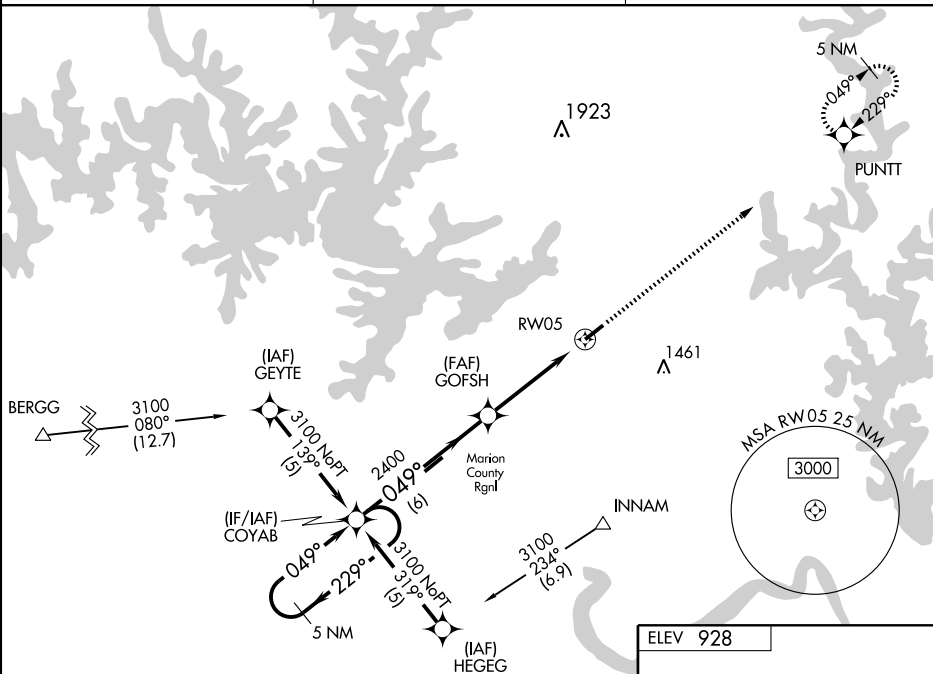 5 NM
049°
229°
PUNTT
1923
RW05
1461
(IAF)
GEYTE
(FAF)
GOFSH
BERGG
3100
080°
(12.7)
3100 NoPT
139°
(5)
2400
049°
(6)
Marion
County
Rgnl
MSA RW05 25 NM
3000
(IF/IAF)
COYAB
INNAM
3100
234°
(6.9)
049°
229°
3100 NoPT
319°
(5)
5 NM
(IAF)
HEGEG
ELEV 928